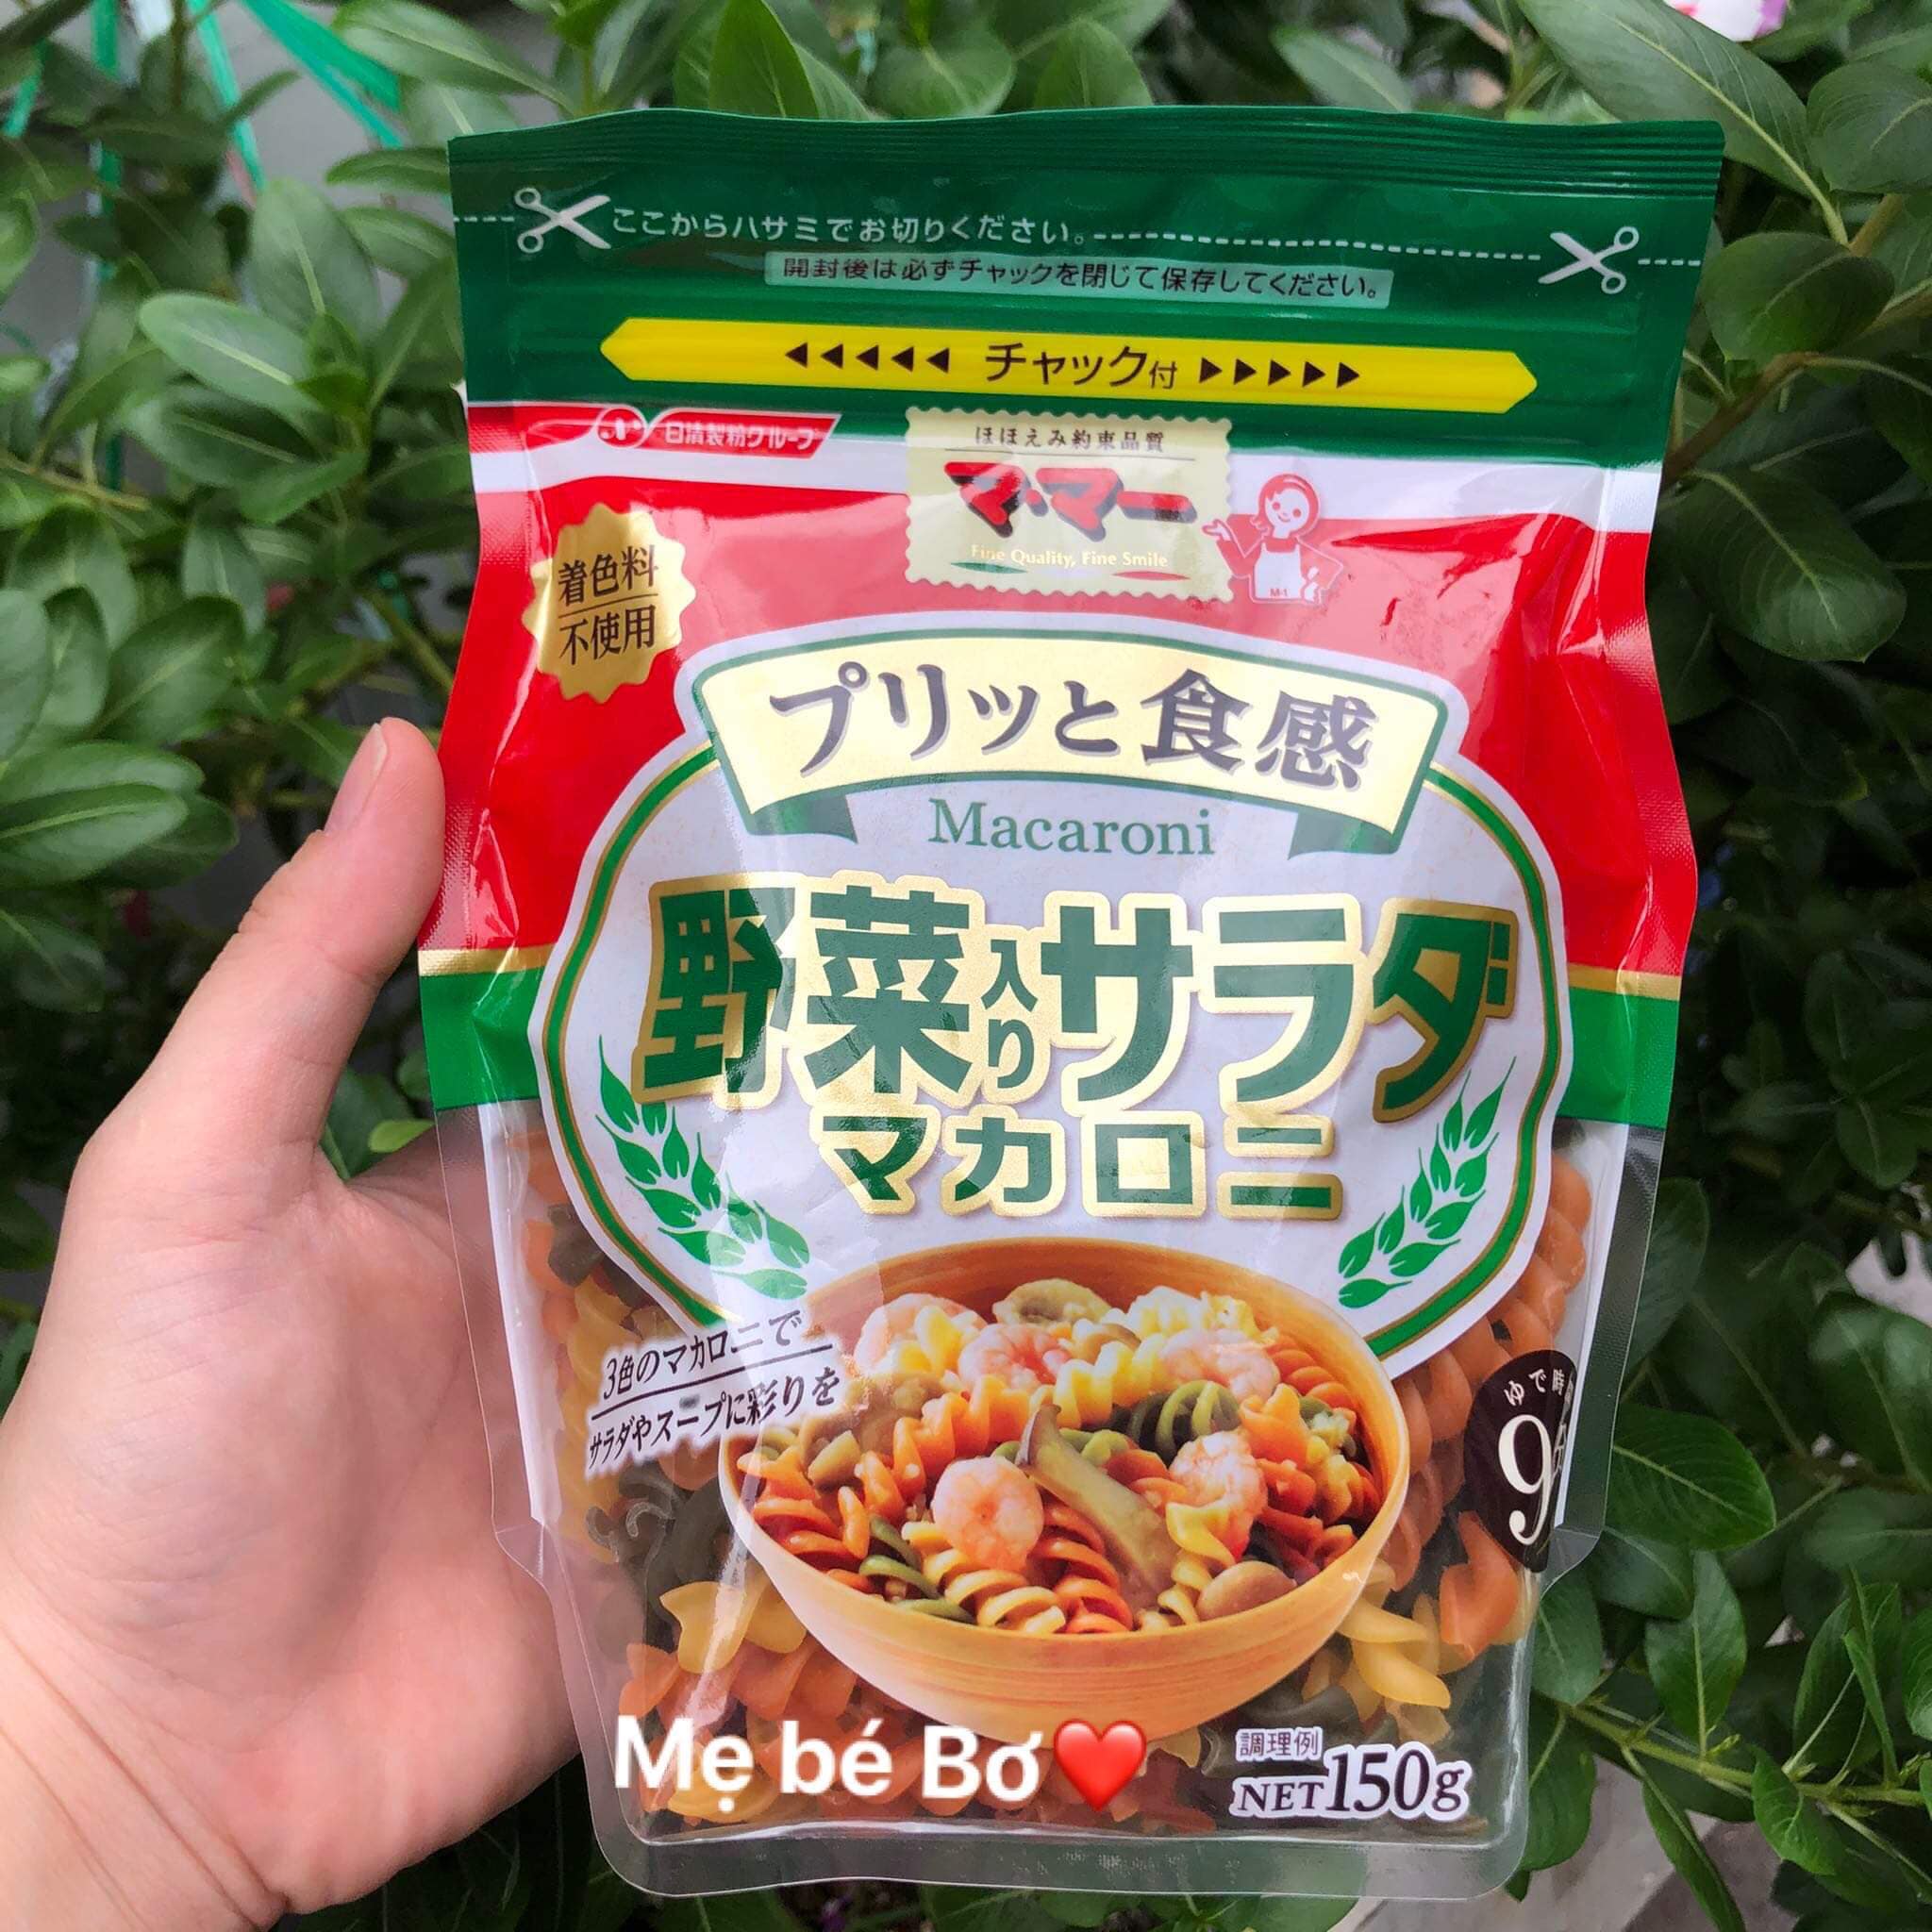 ここからハサミでお切りください。
開封後は必ずチャックを閉じて保存してください。
チャック付
日清製粉グループ
ほほえみ約束品質
マ・マー
Fine Quality, Fine Smile
M-1
着色料
不使用
プリッと食感
Macaroni
野菜入りサラダ
マカロニ
3色のマカロニで
サラダやスープに彩りを
ゆで時
9
Mẹ bé Bơ❤️
調理例
NET150g